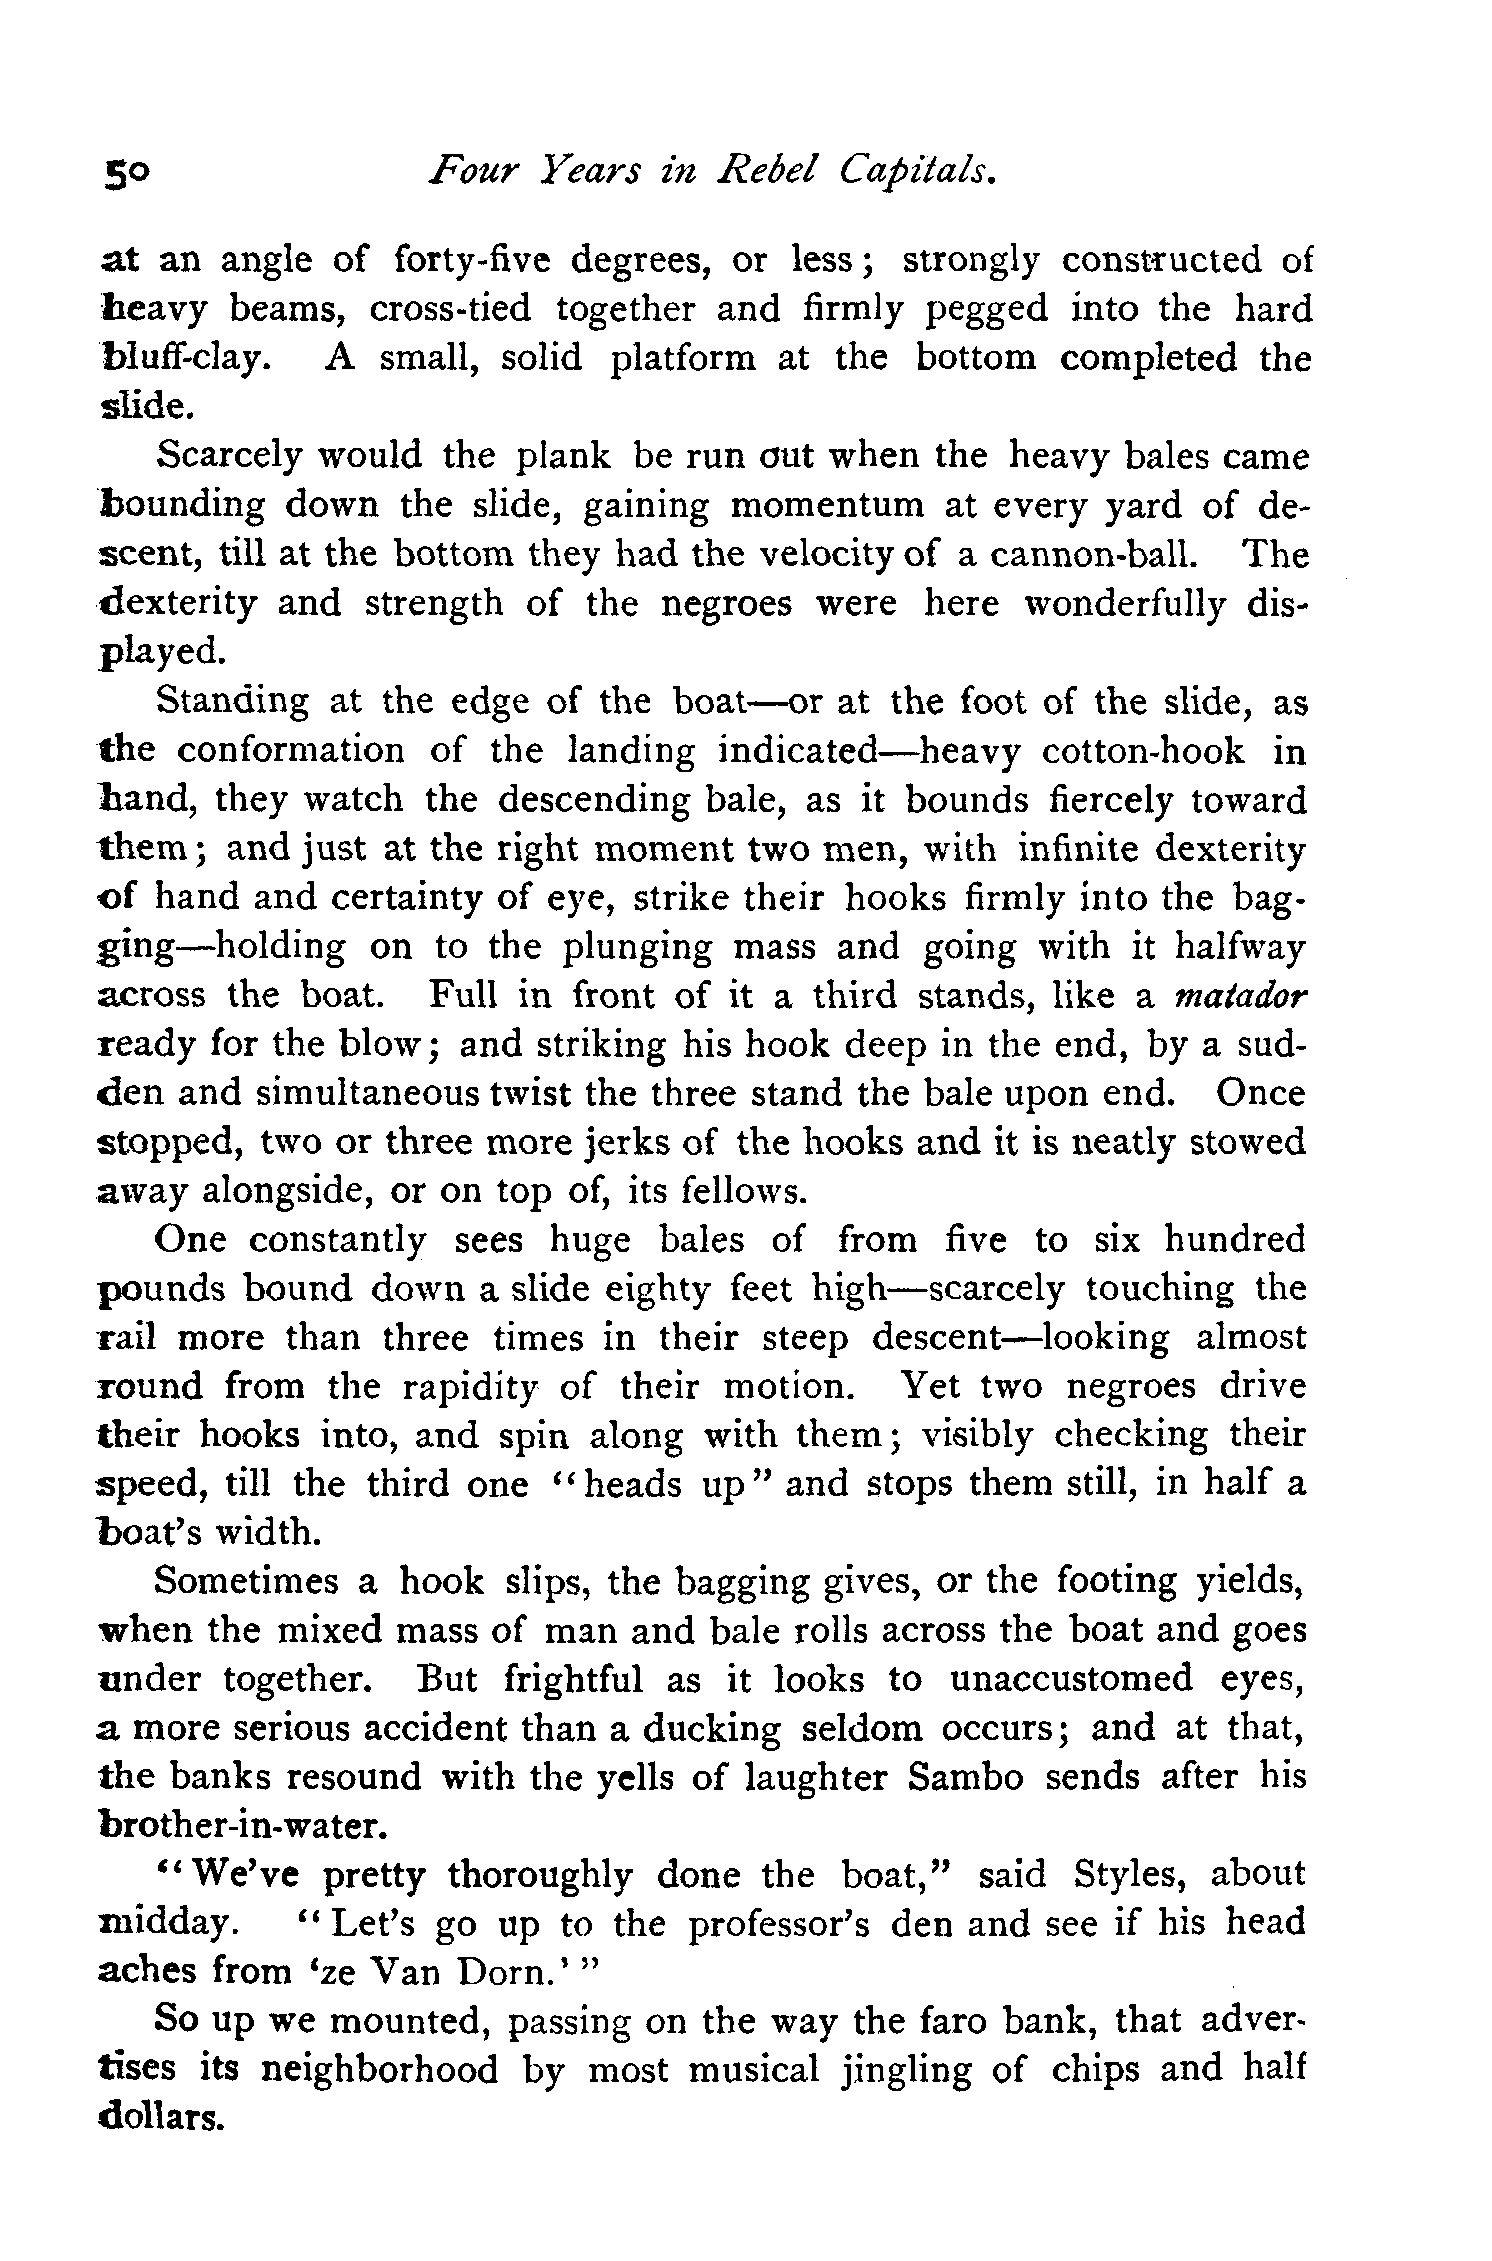 50 Four Years in Rebel Capitals.
at an angle of forty-five degrees, or less; strongly constructed of
heavy beams, cross-tied together and firmly pegged into the hard
bluff-clay. A small, solid platform at the bottom completed the
slide.
Scarcely would the plank be run out when the heavy bales came
bounding down the slide, gaining momentum at every yard of de-
scent, till at the bottom they had the velocity of a cannon-ball. The
dexterity and strength of the negroes were here wonderfully dis-
played.
Standing at the edge of the boat—or at the foot of the slide, as
the conformation of the landing indicated—heavy cotton-hook in
hand, they watch the descending bale, as it bounds fiercely toward
them; and just at the right moment two men, with infinite dexterity
of hand and certainty of eye, strike their hooks firmly into the bag-
ging—holding on to the plunging mass and going with it halfway
across the boat. Full in front of it a third stands, like a matador
ready for the blow; and striking his hook deep in the end, by a sud-
den and simultaneous twist the three stand the bale upon end. Once
stopped, two or three more jerks of the hooks and it is neatly stowed
away alongside, or on top of, its fellows.
One constantly sees huge bales of from five to six hundred
pounds bound down a slide eighty feet high—scarcely touching the
rail more than three times in their steep descent—looking almost
round from the rapidity of their motion. Yet two negroes drive
their hooks into, and spin along with them; visibly checking their
speed, till the third one "heads up" and stops them still, in half a
boat's width.
Sometimes a hook slips, the bagging gives, or the footing yields,
when the mixed mass of man and bale rolls across the boat and goes
under together. But frightful as it looks to unaccustomed eyes,
a more serious accident than a ducking seldom occurs; and at that,
the banks resound with the yells of laughter Sambo sends after his
brother-in-water.
"We've pretty thoroughly done the boat," said Styles, about
midday. "Let's go up to the professor's den and see if his head
aches from 'ze Van Dorn.'"
So up we mounted, passing on the way the faro bank, that adver-
tises its neighborhood by most musical jingling of chips and half
dollars.